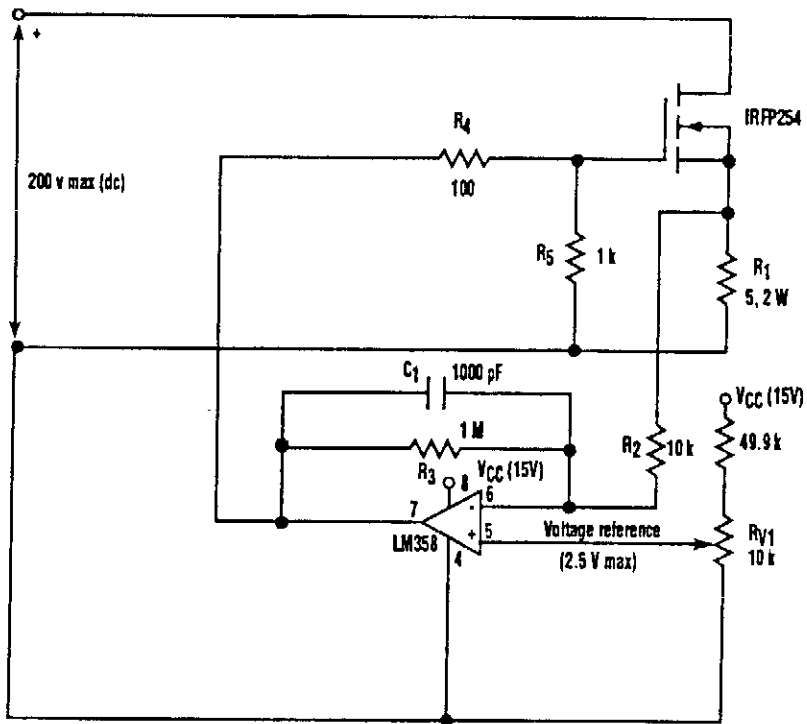 +
IRFP254
R4
100
200 v max (dc)
R5
1 k
R1
5, 2 W
C1
1000 pF
VCC (15V)
1 M
R3
VCC (15V)
8
R2
10k
49.9 k
7
6
-
LM358
+
5
4
Voltage reference
(2.5 V max)
RV1
10 k